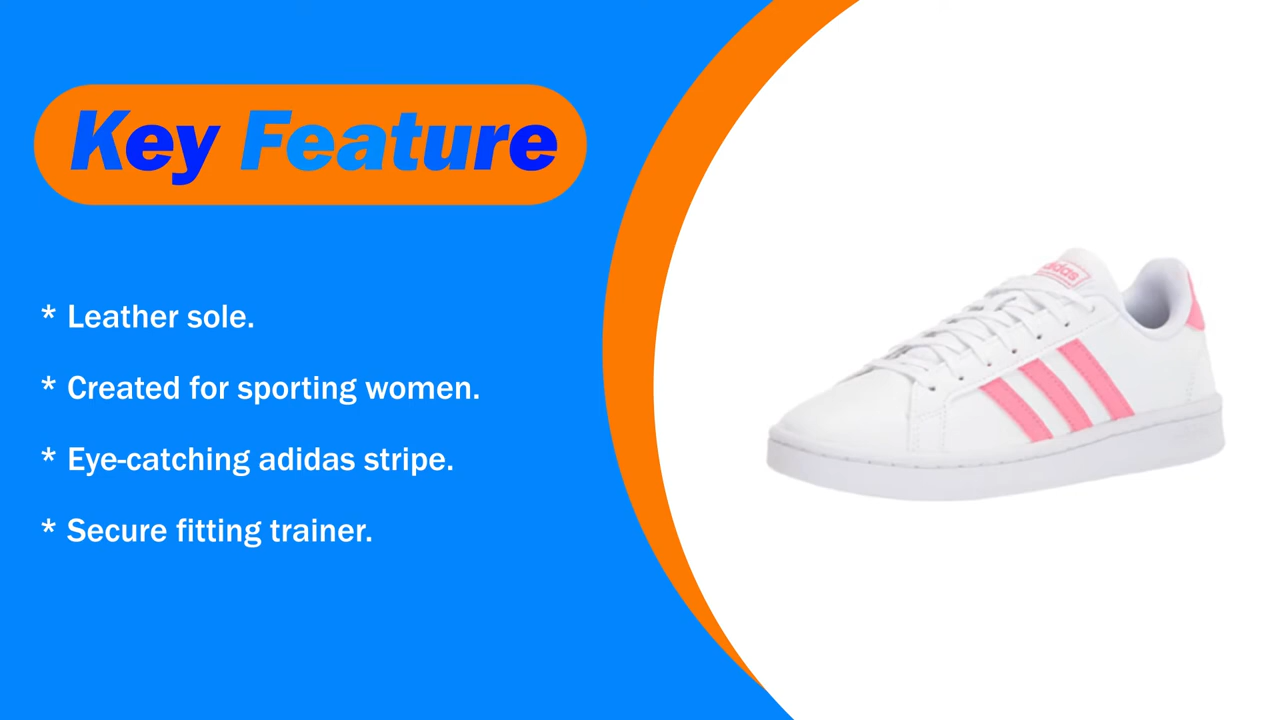 Key Feature
* Leather sole.
* Created for sporting women.
* Eye-catching adidas stripe.
* Secure fitting trainer.
adidas